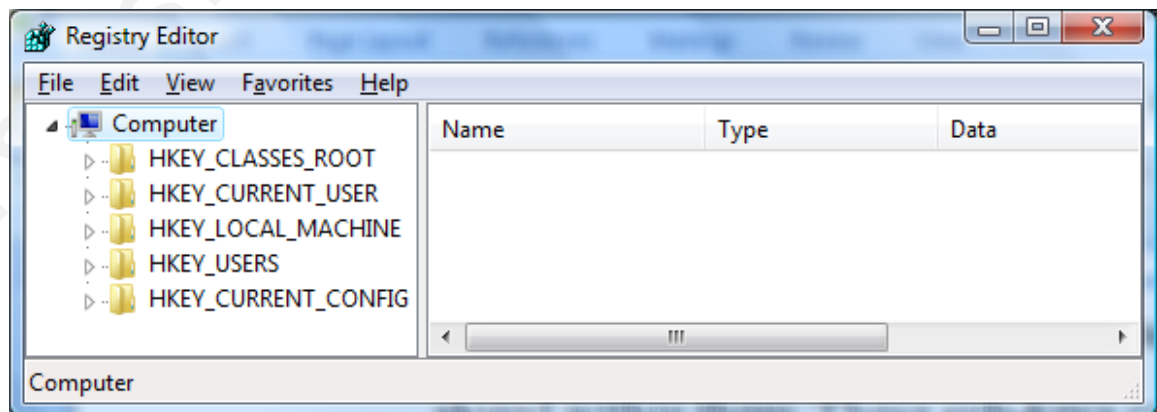 Registry Editor
File Edit View Favorites Help
Computer
HKEY_CLASSES_ROOT
HKEY_CURRENT_USER
HKEY_LOCAL_MACHINE
HKEY_USERS
HKEY_CURRENT_CONFIG
Name Type Data
Computer